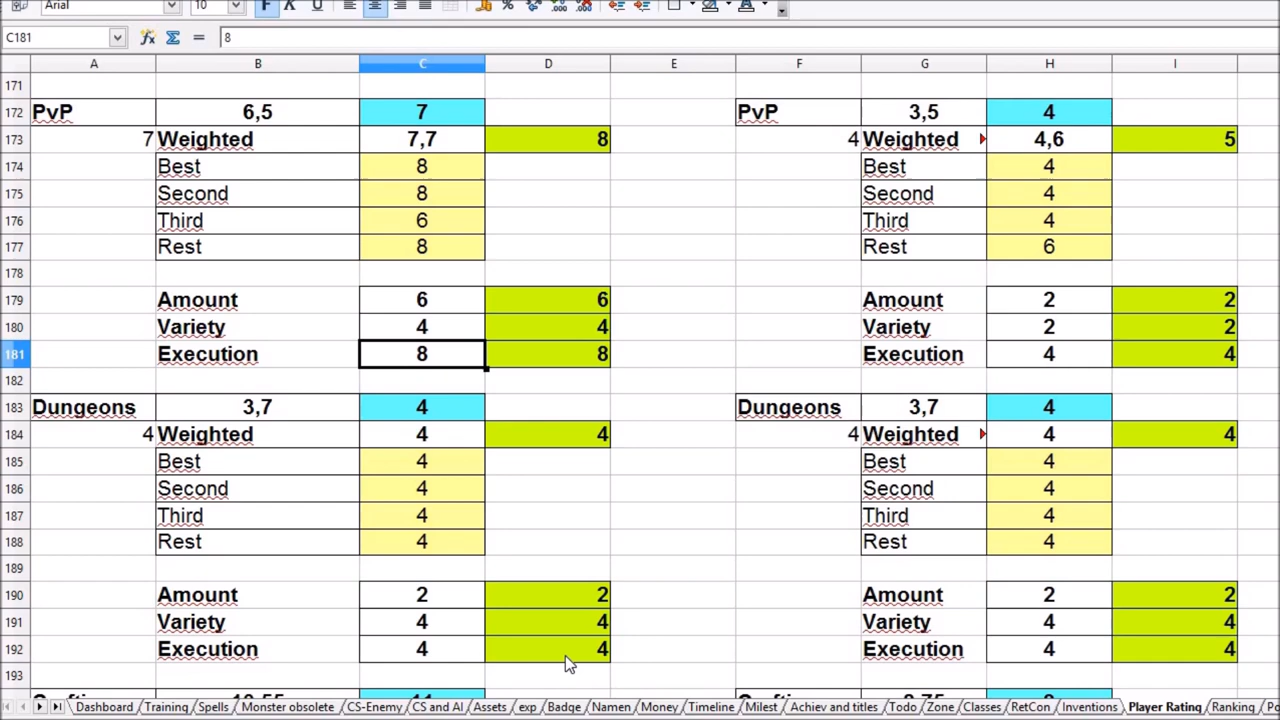 Arial 10 F K U %
C181 8
A B C D E F G H I
171
172 PvP 6,5 7 PvP 3,5 4
173 7 Weighted 7,7 8 4 Weighted 4,6 5
174 Best 8 Best 4
175 Second 8 Second 4
176 Third 6 Third 4
177 Rest 8 Rest 6
178
179 Amount 6 6 Amount 2 2
180 Variety 4 4 Variety 2 2
181 Execution 8 8 Execution 4 4
182
183 Dungeons 3,7 4 Dungeons 3,7 4
184 4 Weighted 4 4 4 Weighted 4 4
185 Best 4 Best 4
186 Second 4 Second 4
187 Third 4 Third 4
188 Rest 4 Rest 4
189
190 Amount 2 2 Amount 2 2
191 Variety 4 4 Variety 4 4
192 Execution 4 4 Execution 4 4
193
Dashboard Training Spells Monster obsolete CS-Enemy CS and AI Assets exp Badge Namen Money Timeline Milest Achiev and titles Todo Zone Classes RetCon Inventions Player Rating Ranking